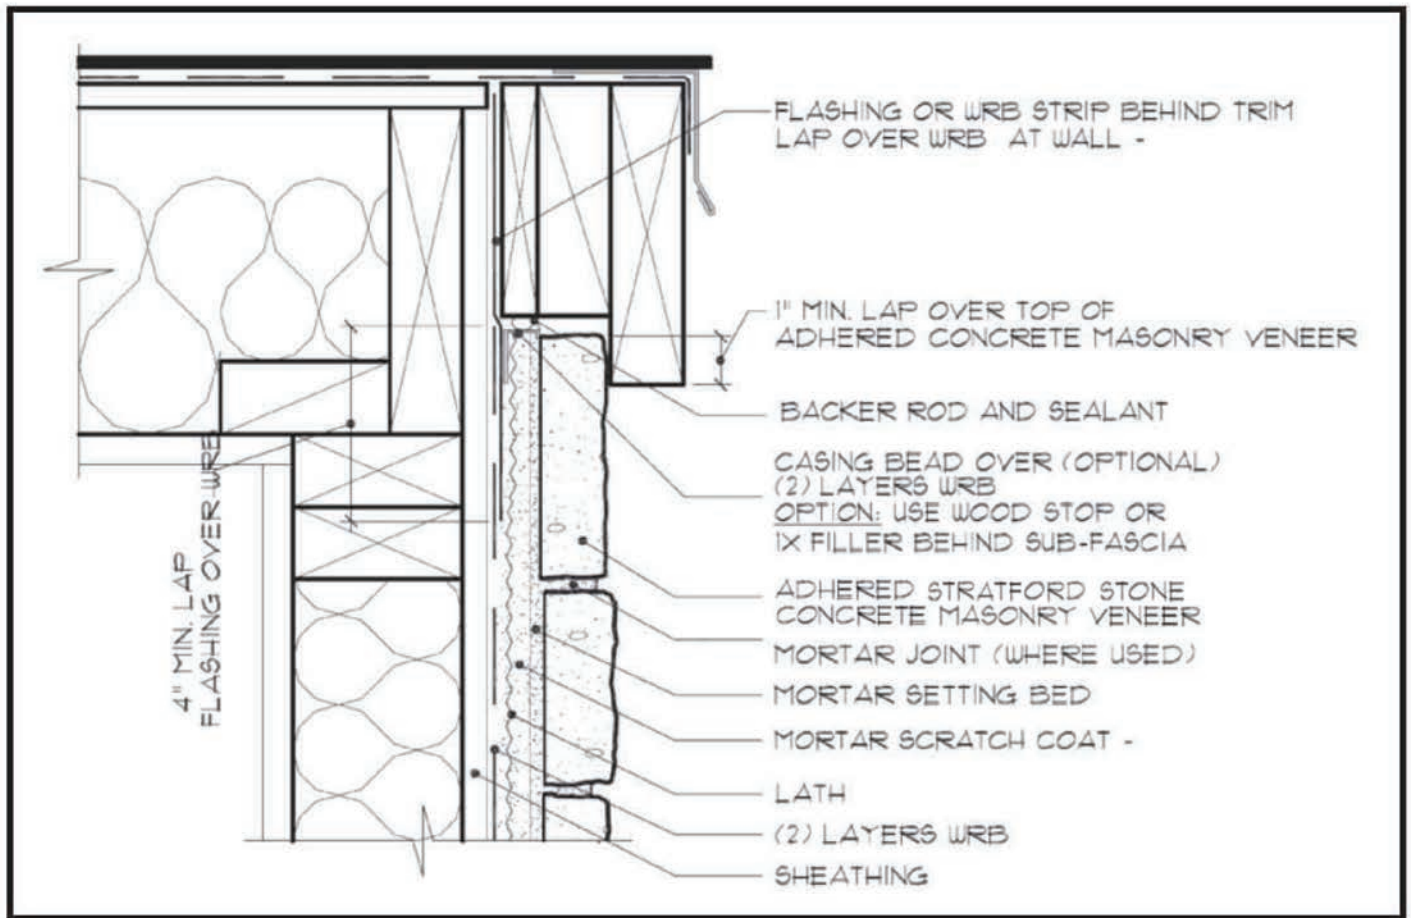 FLASHING OR WRB STRIP BEHIND TRIM
LAP OVER WRB AT WALL -
1" MIN. LAP OVER TOP OF
ADHERED CONCRETE MASONRY VENEER
BACKER ROD AND SEALANT
CASING BEAD OVER (OPTIONAL)
(2) LAYERS WRB
OPTION: USE WOOD STOP OR
1X FILLER BEHIND SUB-FASCIA
ADHERED STRATFORD STONE
CONCRETE MASONRY VENEER
MORTAR JOINT (WHERE USED)
MORTAR SETTING BED
MORTAR SCRATCH COAT -
LATH
(2) LAYERS WRB
SHEATHING
4" MIN. LAP
FLASHING OVER WRB